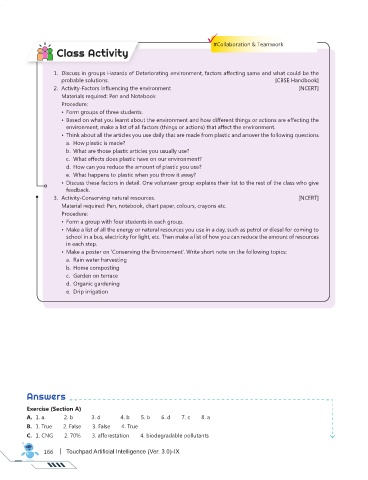 #Collaboration & Teamwork
Class Activity
1. Discuss in groups Hazards of Deteriorating environment, factors affecting same and what could be the
probable solutions. [CBSE Handbook]
2. Activity-Factors influencing the environment [NCERT]
Materials required: Pen and Notebook
Procedure:
• Form groups of three students.
• Based on what you learnt about the environment and how different things or actions are effecting the
environment, make a list of all factors (things or actions) that affect the environment.
• Think about all the articles you use daily that are made from plastic and answer the following questions
a. How plastic is made?
b. What are those plastic articles you usually use?
c. What effects does plastic have on our environment?
d. How can you reduce the amount of plastic you use?
e. What happens to plastic when you throw it away?
• Discuss these factors in detail. One volunteer group explains their list to the rest of the class who give
feedback.
3. Activity-Conserving natural resources. [NCERT]
Material required: Pen, notebook, chart paper, colours, crayons etc.
Procedure:
• Form a group with four students in each group.
• Make a list of all the energy or natural resources you use in a day, such as petrol or diesel for coming to
school in a bus, electricity for light, etc. Then make a list of how you can reduce the amount of resources
in each step.
• Make a poster on 'Conserving the Environment'. Write short note on the following topics:
a. Rain water harvesting
b. Home composting
c. Garden on terrace
d. Organic gardening
e. Drip irrigation
Answers
Exercise (Section A)
A. 1. a 2. b 3. d 4. b 5. b 6. d 7. c 8. a
B. 1. True 2. False 3. False 4. True
C. 1. CNG 2. 70% 3. afforestation 4. biodegradable pollutants
166 | Touchpad Artificial Intelligence (Ver. 3.0)-IX